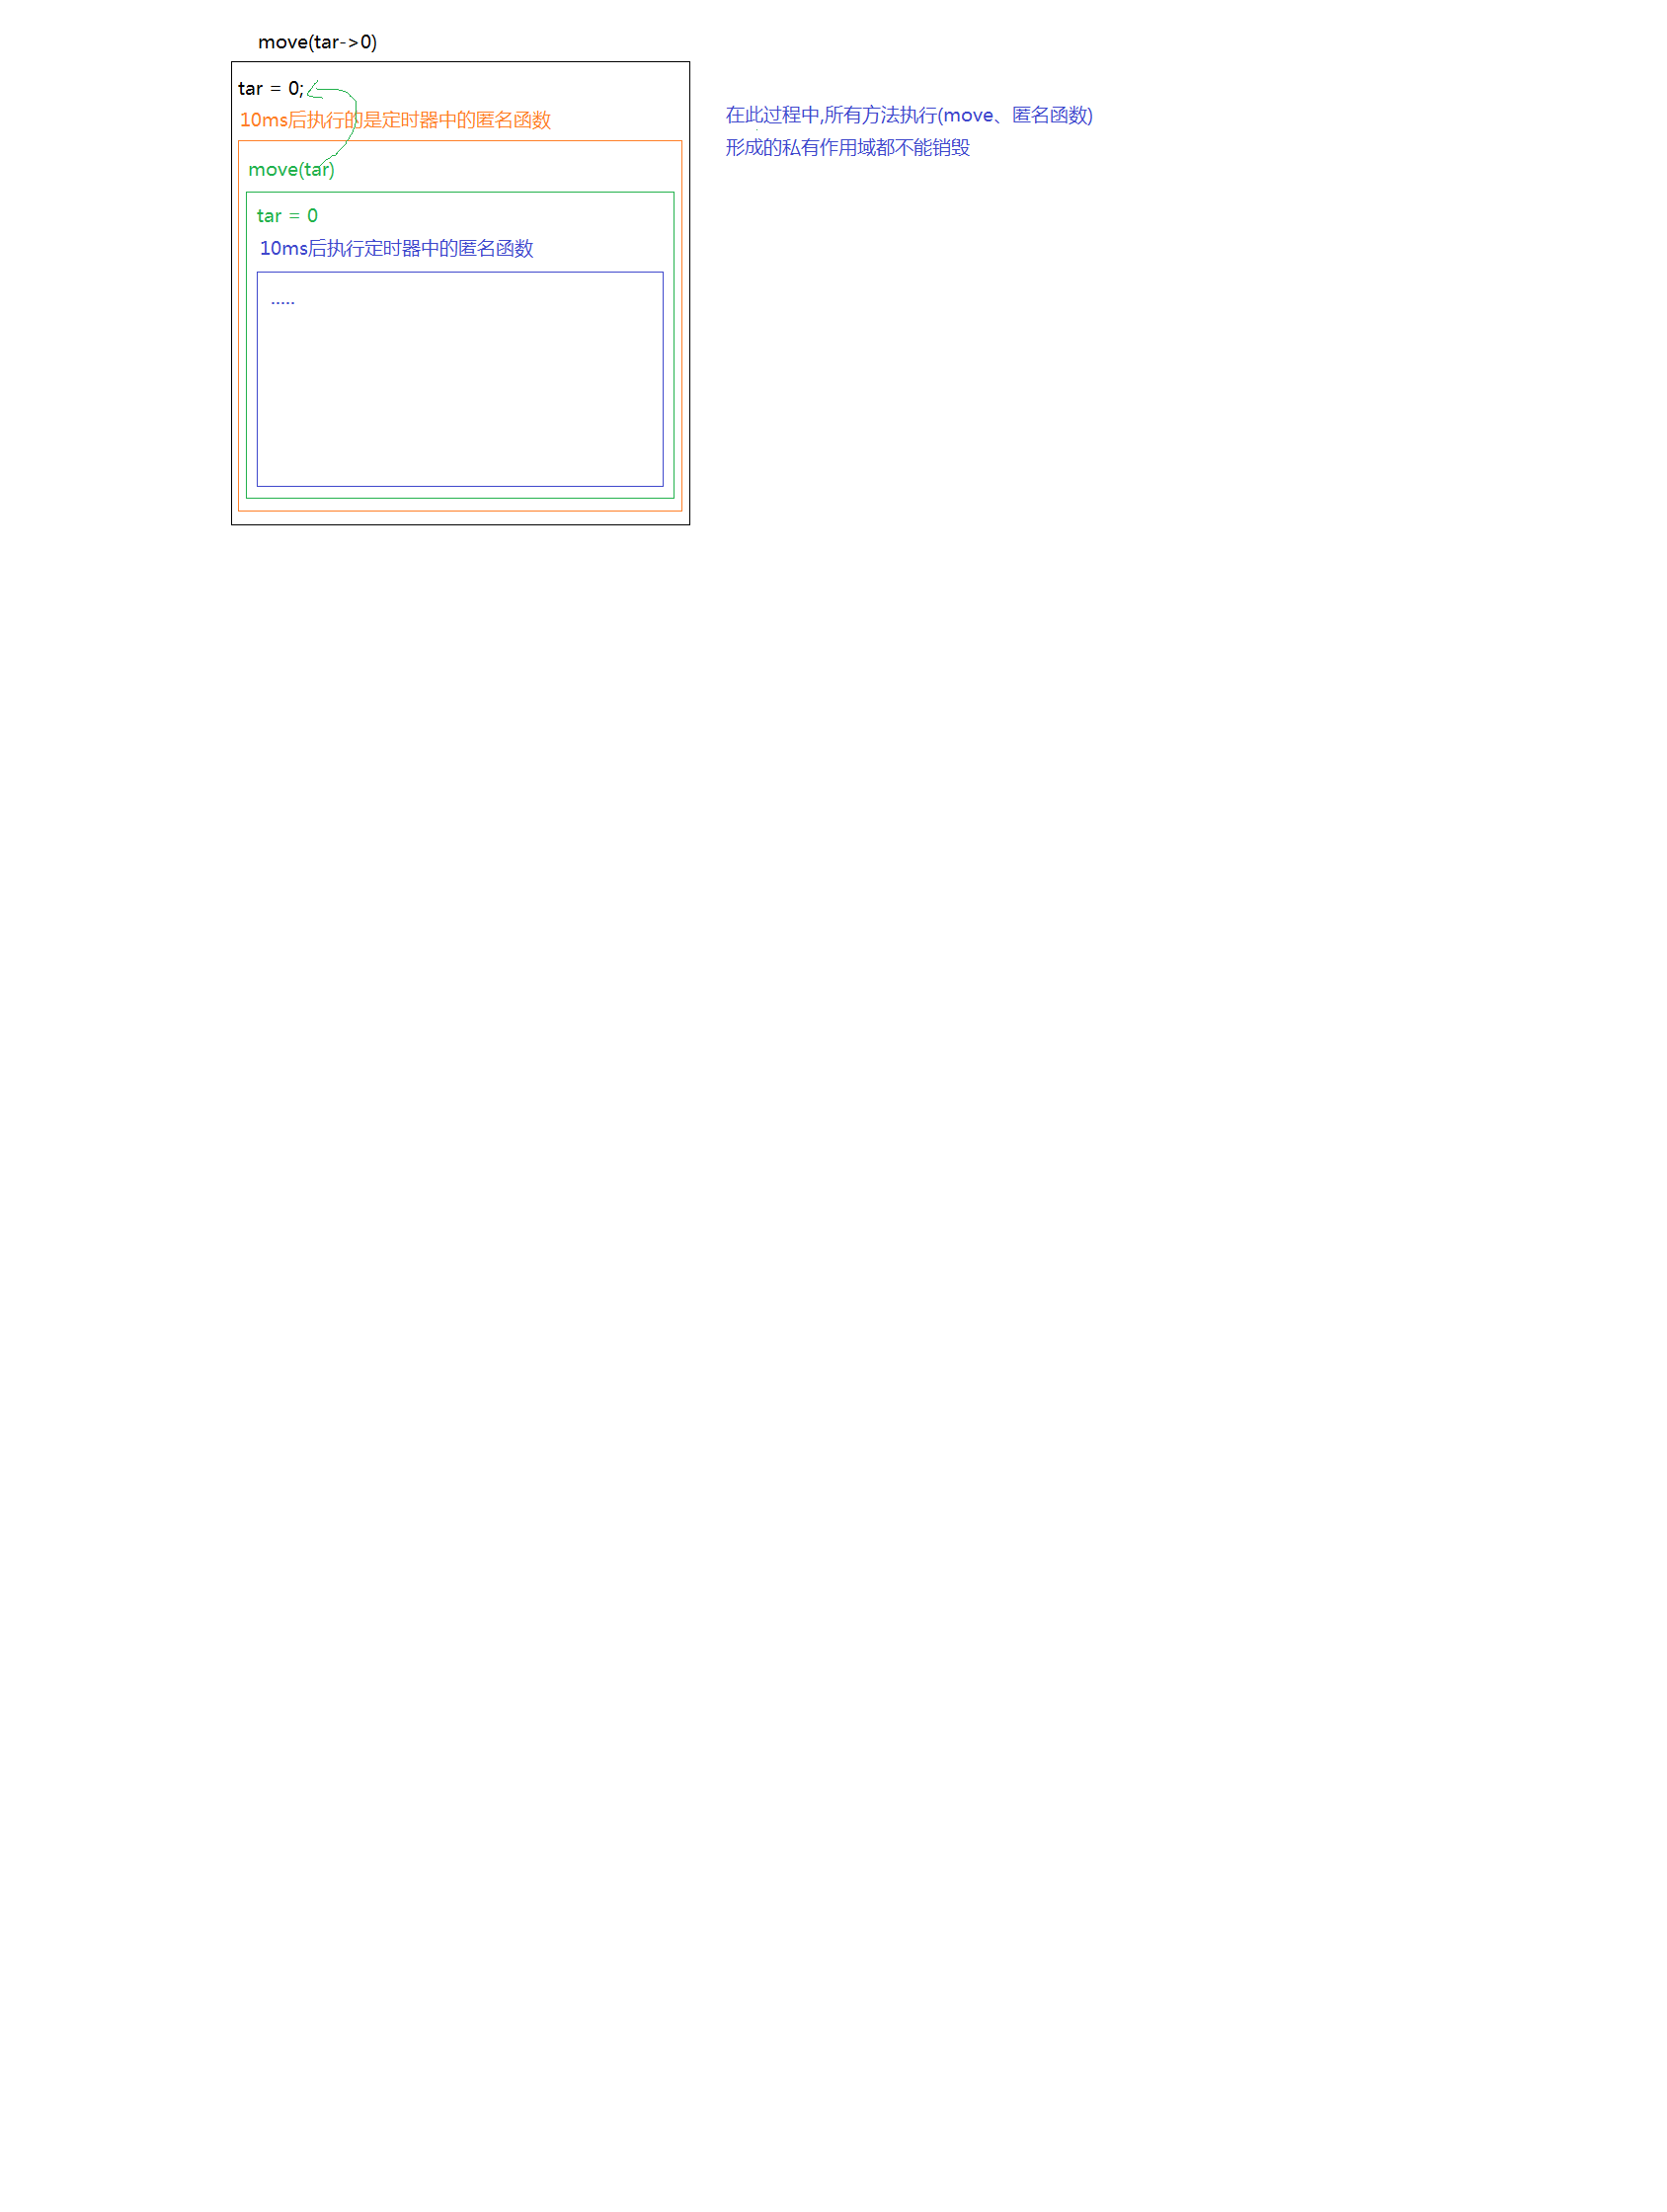 move(tar->0)
tar = 0;
10ms后执行的是定时器中的匿名函数
move(tar)
tar = 0
10ms后执行定时器中的匿名函数
.....
在此过程中,所有方法执行(move、匿名函数)
形成的私有作用域都不能销毁